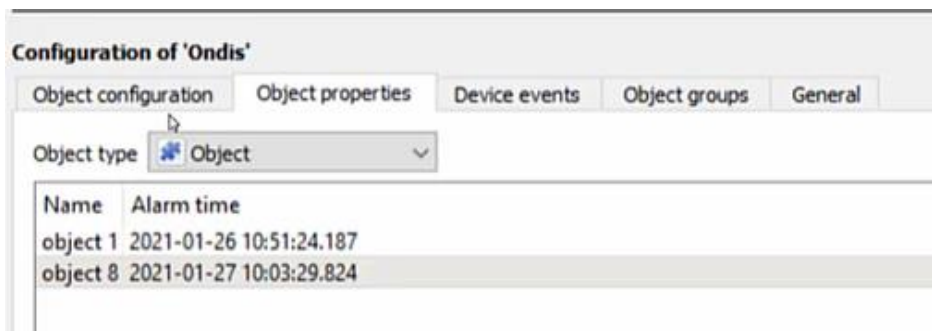 Configuration of 'Ondis'
Object configuration Object properties Device events Object groups General
Object type Object
Name Alarm time
object 1 2021-01-26 10:51:24.187
object 8 2021-01-27 10:03:29.824